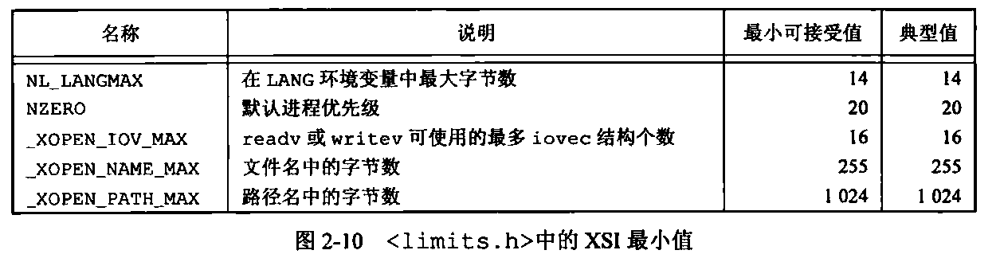 名称 说明 最小可接受值 典型值
NL_LANGMAX 在 LANG 环境变量中最大字节数 14 14
NZERO 默认进程优先级 20 20
_XOPEN_IOV_MAX readv 或 writev 可使用的最多 iovec 结构个数 16 16
_XOPEN_NAME_MAX 文件名中的字节数 255 255
_XOPEN_PATH_MAX 路径名中的字节数 1 024 1 024
图 2-10 <limits.h>中的 XSI 最小值